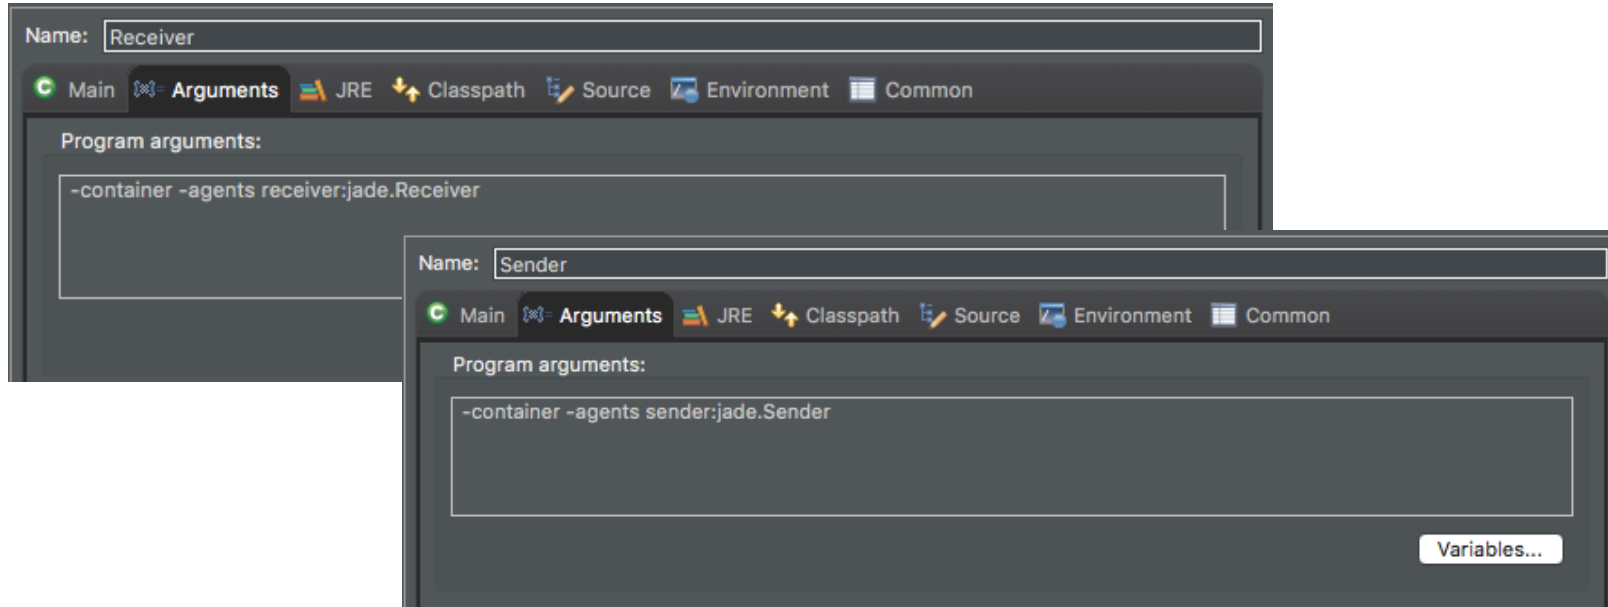 Name: Receiver
Main Arguments JRE Classpath Source Environment Common
Program arguments:
-container -agents receiver:jade.Receiver
Name: Sender
Main Arguments JRE Classpath Source Environment Common
Program arguments:
-container -agents sender:jade.Sender
Variables...